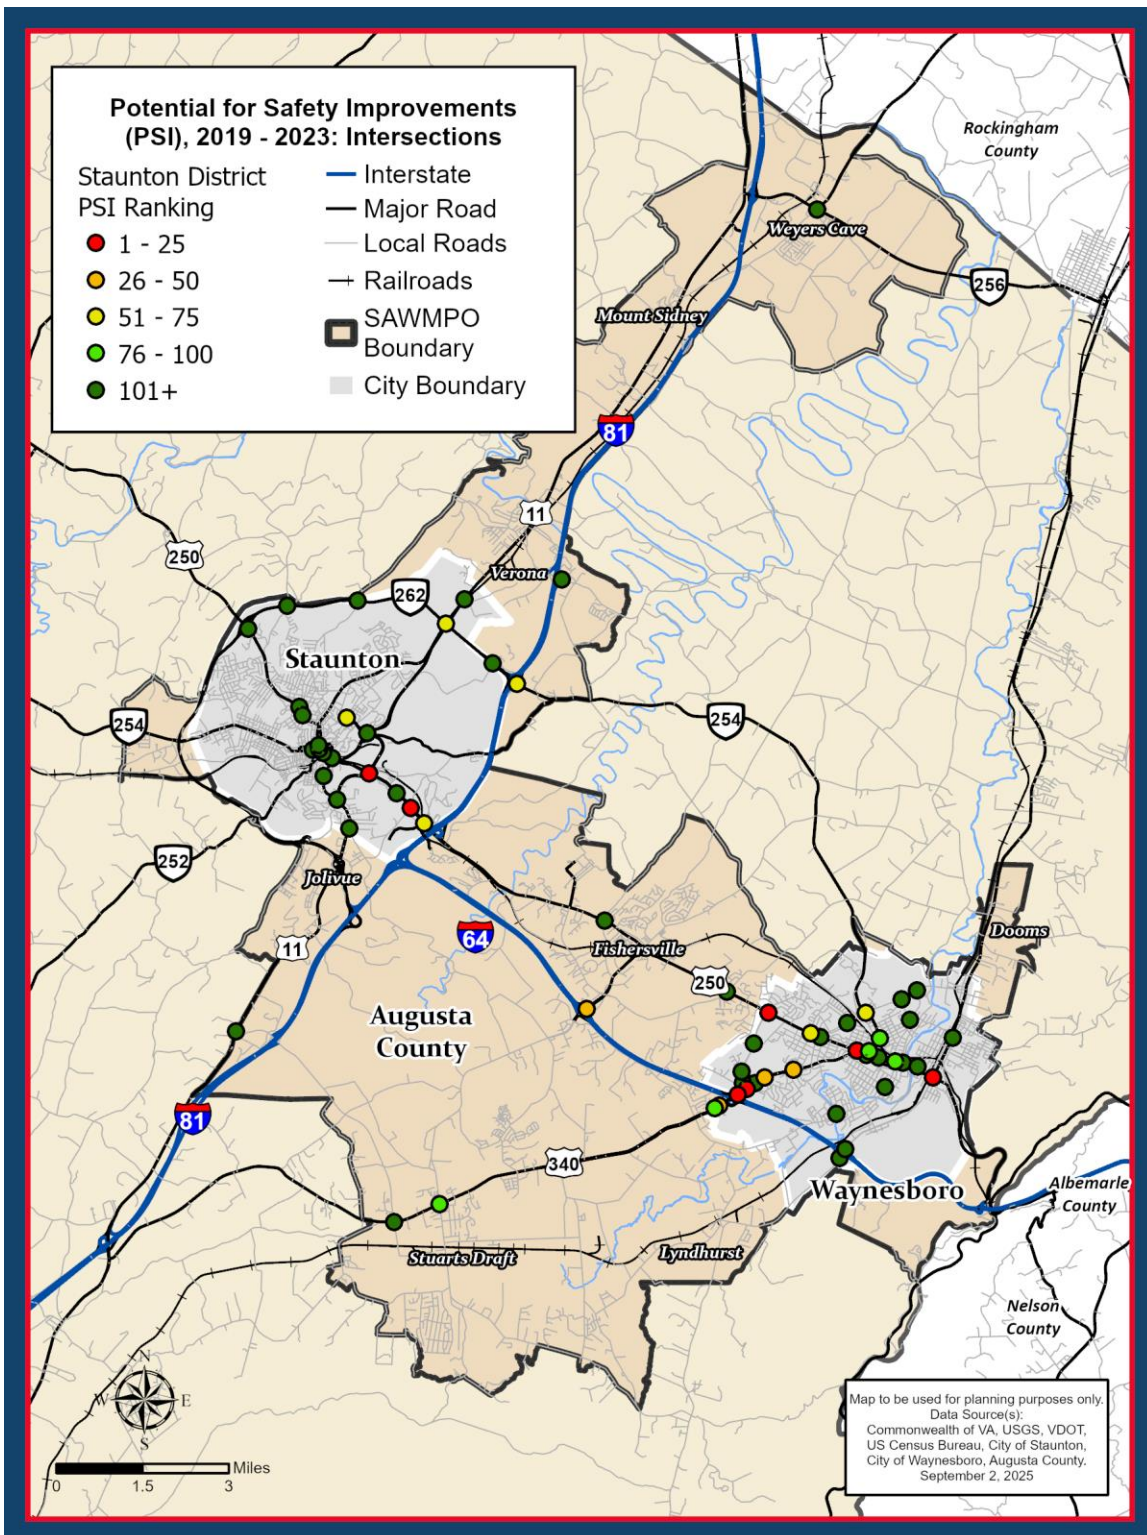 Potential for Safety Improvements
(PSI), 2019 - 2023: Intersections
Staunton District
PSI Ranking
1 - 25
26 - 50
51 - 75
76 - 100
101+
Interstate
Major Road
Local Roads
Railroads
SAWMPO
Boundary
City Boundary
Rockingham
County
Weyers Cave
256
Mount Sidney
81
11
250
Verona
262
Staunton
254
254
252
Jolivue
11
64
Fishersville
250
Dooms
Augusta
County
81
340
Waynesboro
Albemarle
County
Stuarts Draft
Lyndhurst
Nelson
County
N
W
E
S
0
1.5
3
Miles
Map to be used for planning purposes only.
Data Source(s):
Commonwealth of VA, USGS, VDOT,
US Census Bureau, City of Staunton,
City of Waynesboro, Augusta County.
September 2, 2025